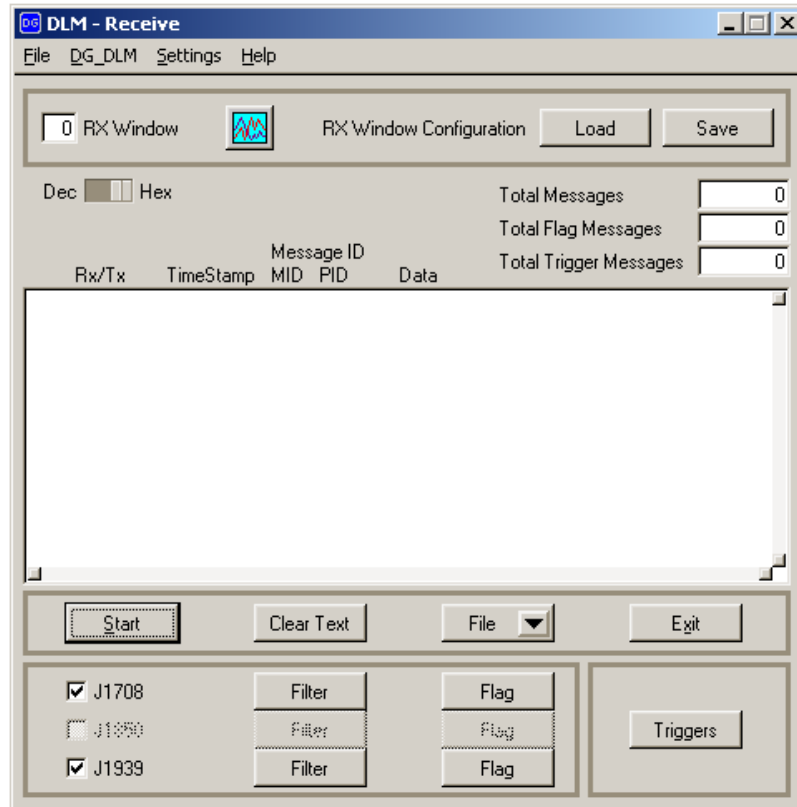 DG DLM - Receive
File DG_DLM Settings Help
0 RX Window RX Window Configuration Load Save
Dec Hex
Total Messages 0
Total Flag Messages 0
Total Trigger Messages 0
Message ID
Rx/Tx TimeStamp MID PID Data
Start Clear Text File Exit
J1708 Filter Flag
J1850 Filter Flag
J1939 Filter Flag
Triggers